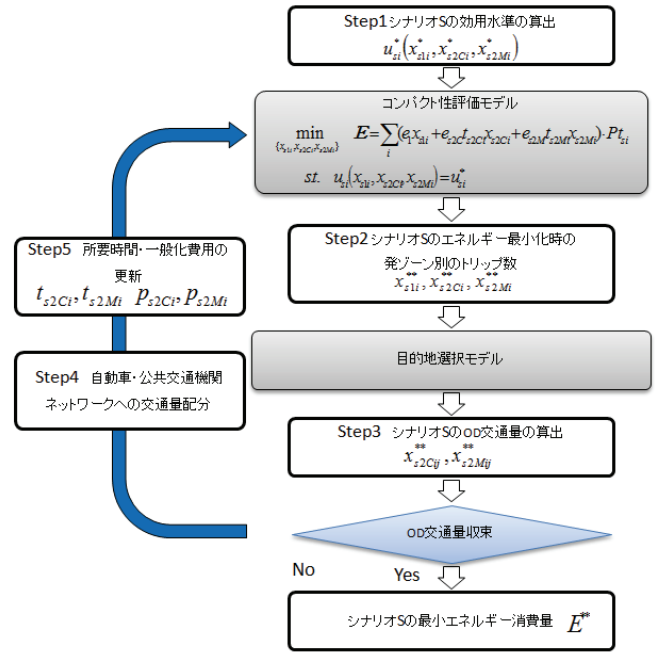 Step1シナリオSの効用水準の算出
u*si(x*s1i, x*s2Ci, x*s2Mi)
コンパクト性評価モデル
min E=∑(e1xs1i+es2Cts2Cixs2Ci+es2Mts2Mixs2Mi)·Ptsi
{xs1i, xs2Ci, xs2Mi} i
st. usi(xs1i, xs2Ci, xs2Mi)=u*si
Step2シナリオSのエネルギー最小化時の
発ゾーン別のトリップ数
x**s1i, x**s2Ci, x**s2Mi
目的地選択モデル
Step3 シナリオSのOD交通量の算出
x**s2Cij, x**s2Mij
OD交通量収束
No
Yes
シナリオSの最小エネルギー消費量 E**
Step4 自動車・公共交通機関
ネットワークへの交通量配分
Step5 所要時間・一般化費用の
更新
ts2Ci, ts2Mi ps2Ci, ps2Mi